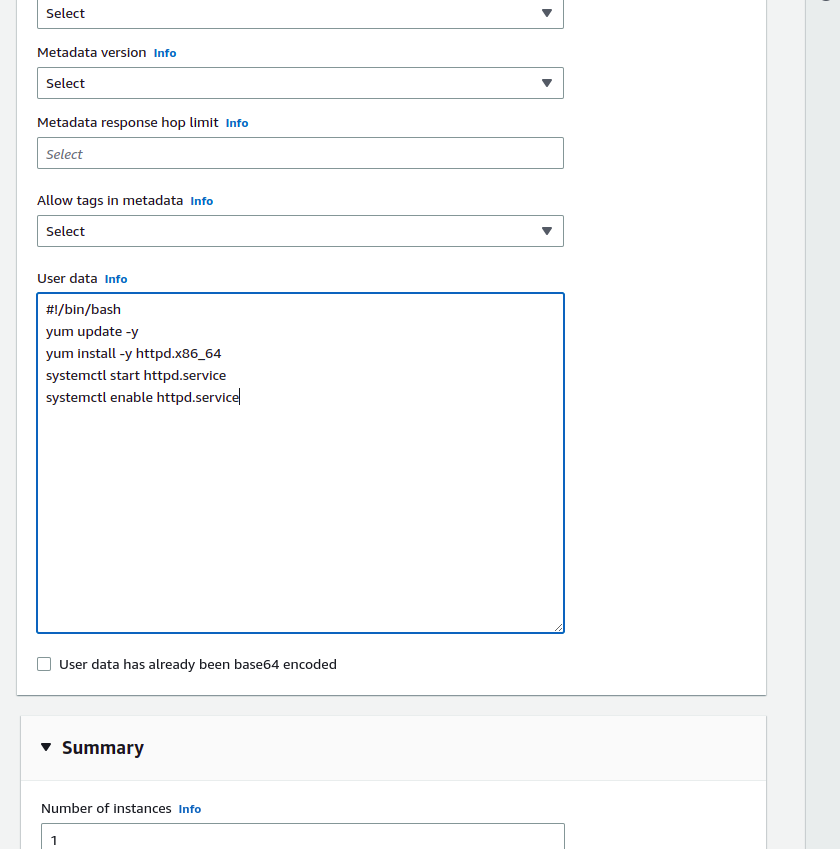 Select
Metadata version Info
Select
Metadata response hop limit Info
Select
Allow tags in metadata Info
Select
User data Info
#!/bin/bash
yum update -y
yum install -y httpd.x86_64
systemctl start httpd.service
systemctl enable httpd.service
User data has already been base64 encoded
Summary
Number of instances Info
1